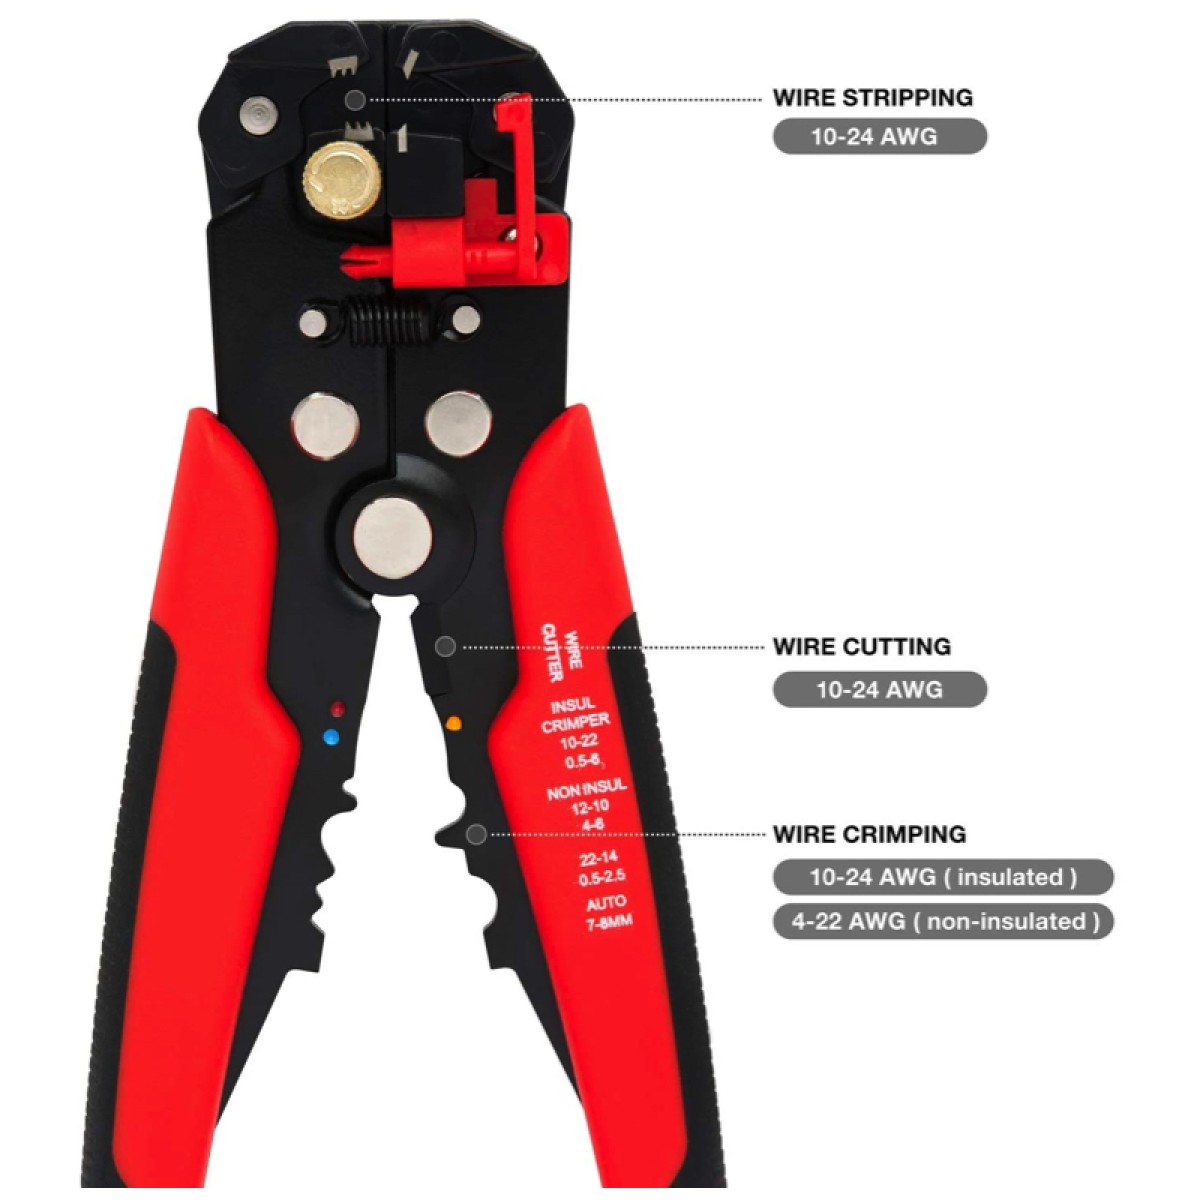 WIRE STRIPPING
10-24 AWG
WIRE CUTTING
10-24 AWG
WIRE CRIMPING
10-24 AWG ( insulated )
4-22 AWG ( non-insulated )
WIRE
CUTTER
INSUL
CRIMPER
10-22
0.5-6
NON INSUL
12-10
4-6
22-14
0.5-2.5
AUTO
7-8MM